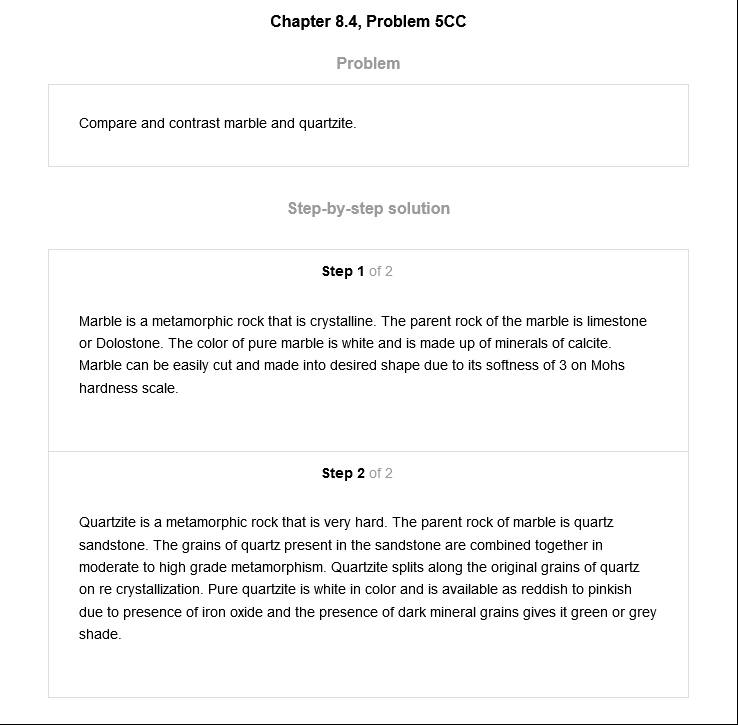 Chapter 8.4, Problem 5CC
Problem
Compare and contrast marble and quartzite.
Step-by-step solution
Step 1 of 2
Marble is a metamorphic rock that is crystalline. The parent rock of the marble is limestone
or Dolostone. The color of pure marble is white and is made up of minerals of calcite.
Marble can be easily cut and made into desired shape due to its softness of 3 on Mohs
hardness scale.
Step 2 of 2
Quartzite is a metamorphic rock that is very hard. The parent rock of marble is quartz
sandstone. The grains of quartz present in the sandstone are combined together in
moderate to high grade metamorphism. Quartzite splits along the original grains of quartz
on re crystallization. Pure quartzite is white in color and is available as reddish to pinkish
due to presence of iron oxide and the presence of dark mineral grains gives it green or grey
shade.